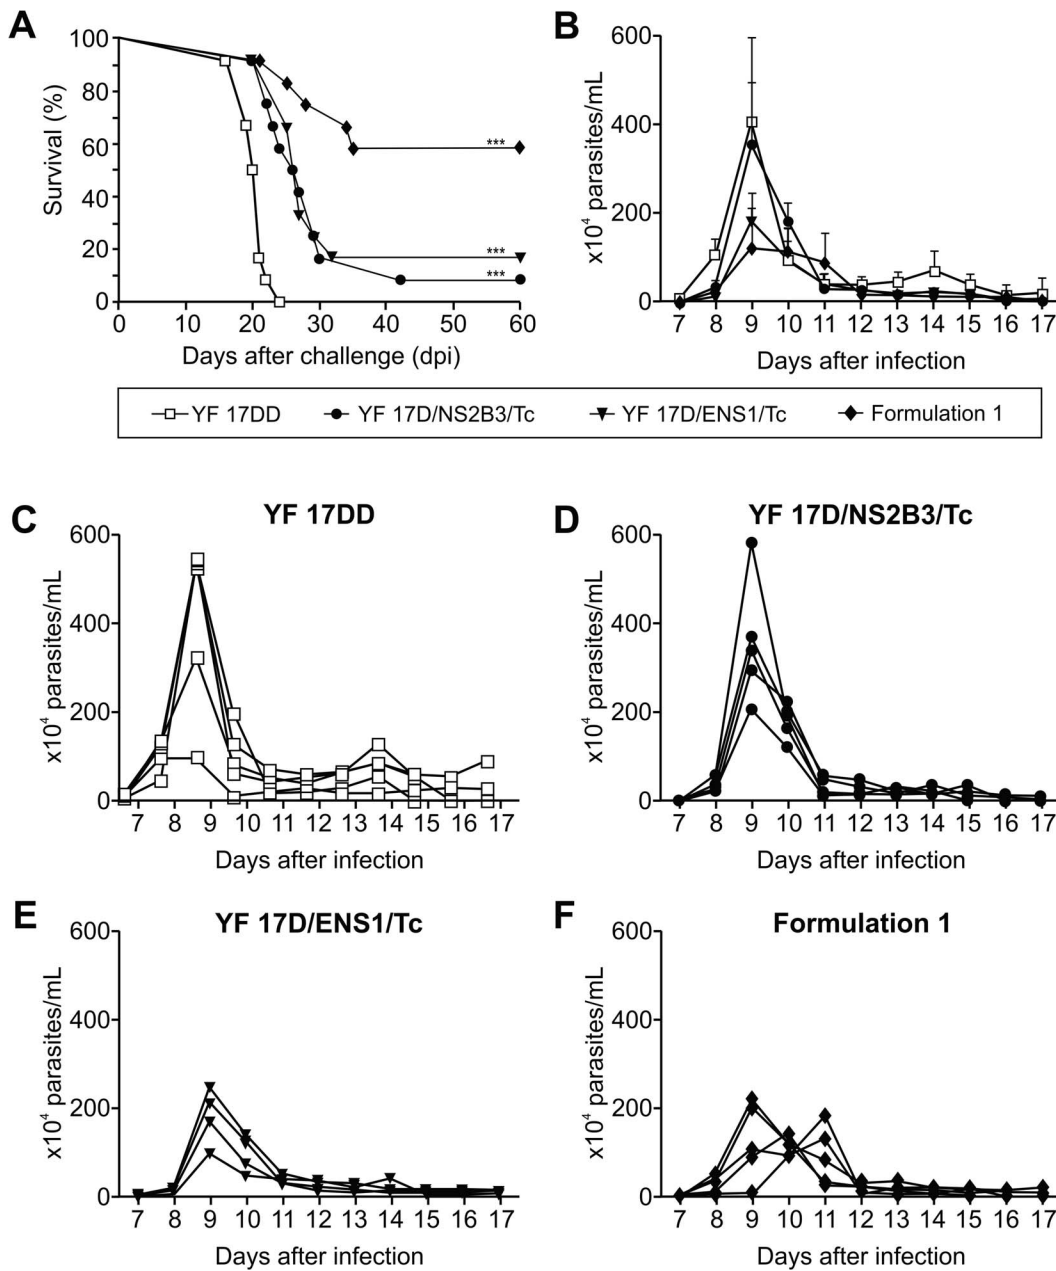 A
100
80
60
40
20
0
Survival (%)
***
***
***
0 10 20 30 40 50 60
Days after challenge (dpi)
B
600
400
200
0
x10⁴ parasites/mL
7 8 9 10 11 12 13 14 15 16 17
Days after infection
YF 17DD YF 17D/NS2B3/Tc YF 17D/ENS1/Tc Formulation 1
C
YF 17DD
600
400
200
0
x10⁴ parasites/mL
7 8 9 10 11 12 13 14 15 16 17
Days after infection
D
YF 17D/NS2B3/Tc
600
400
200
0
x10⁴ parasites/mL
7 8 9 10 11 12 13 14 15 16 17
Days after infection
E
YF 17D/ENS1/Tc
600
400
200
0
x10⁴ parasites/mL
7 8 9 10 11 12 13 14 15 16 17
Days after infection
F
Formulation 1
600
400
200
0
x10⁴ parasites/mL
7 8 9 10 11 12 13 14 15 16 17
Days after infection